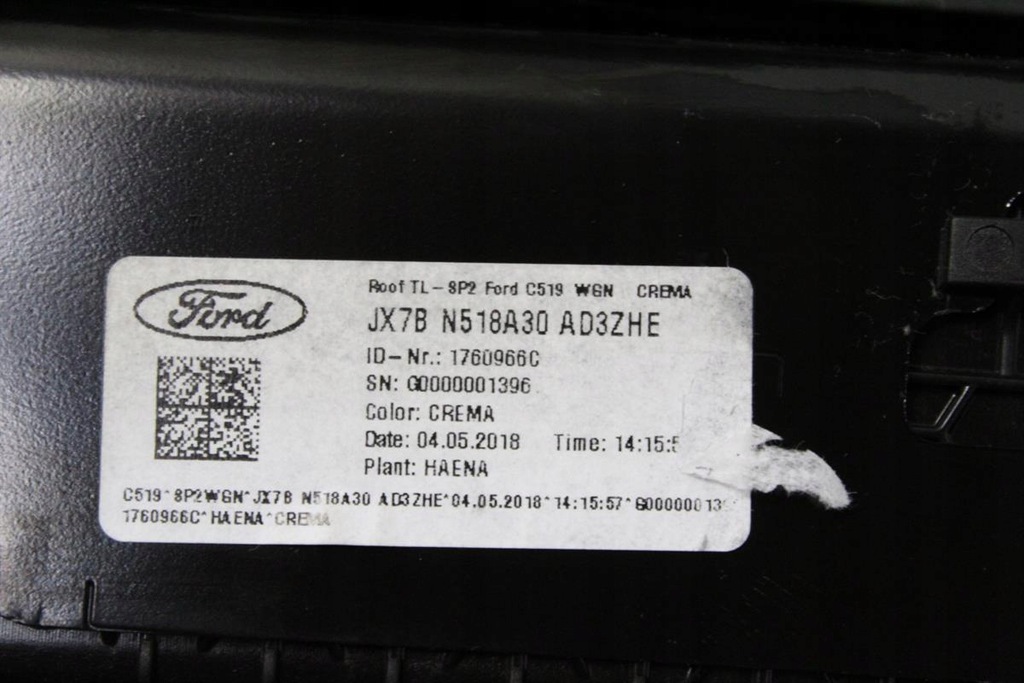 Ford
Roof TL-8P2 Ford C519 WGN CREMA
JX7B N518A30 AD3ZHE
ID-Nr.: 1760966C
SN: G0000001396
Color: CREMA
Date: 04.05.2018 Time: 14:15:5
Plant: HAENA
C519*8P2WGN*JX7B N518A30 AD3ZHE*04.05.2018*14:15:57*G000000139
1760966C*HAENA*CREMA